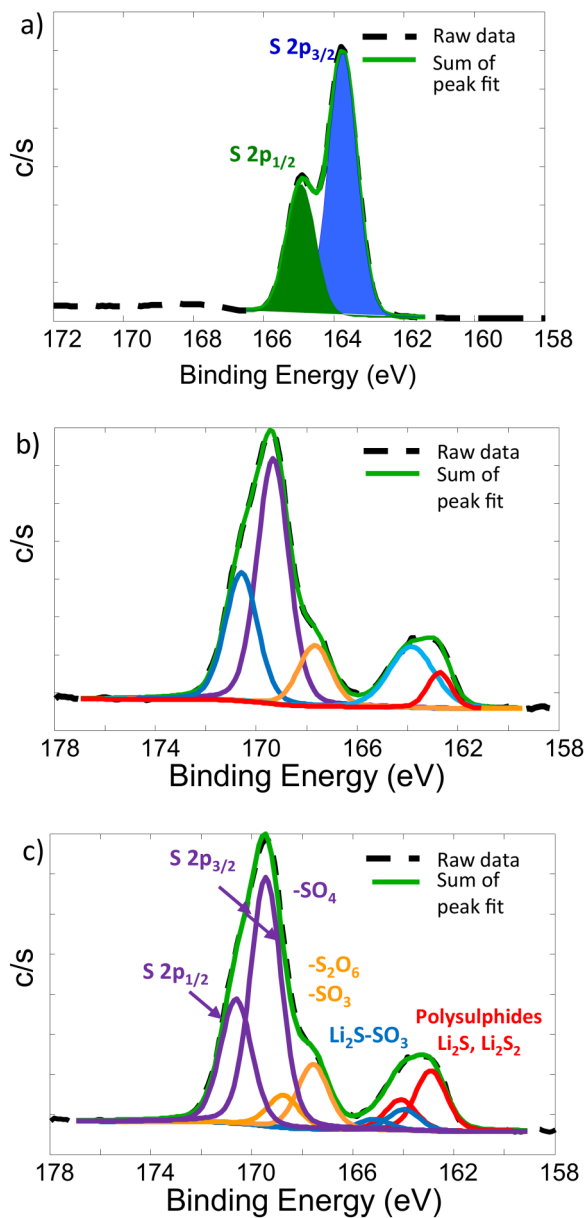 a)
S 2p3/2
Raw data
Sum of
peak fit
S 2p1/2
c/s
172 170 168 166 164 162 160 158
Binding Energy (eV)
b)
Raw data
Sum of
peak fit
c/s
178 174 170 166 162 158
Binding Energy (eV)
c)
S 2p3/2
Raw data
Sum of
peak fit
-SO4
S 2p1/2
-S2O6
-SO3
Li2S-SO3
Polysulphides
Li2S, Li2S2
c/s
178 174 170 166 162 158
Binding Energy (eV)